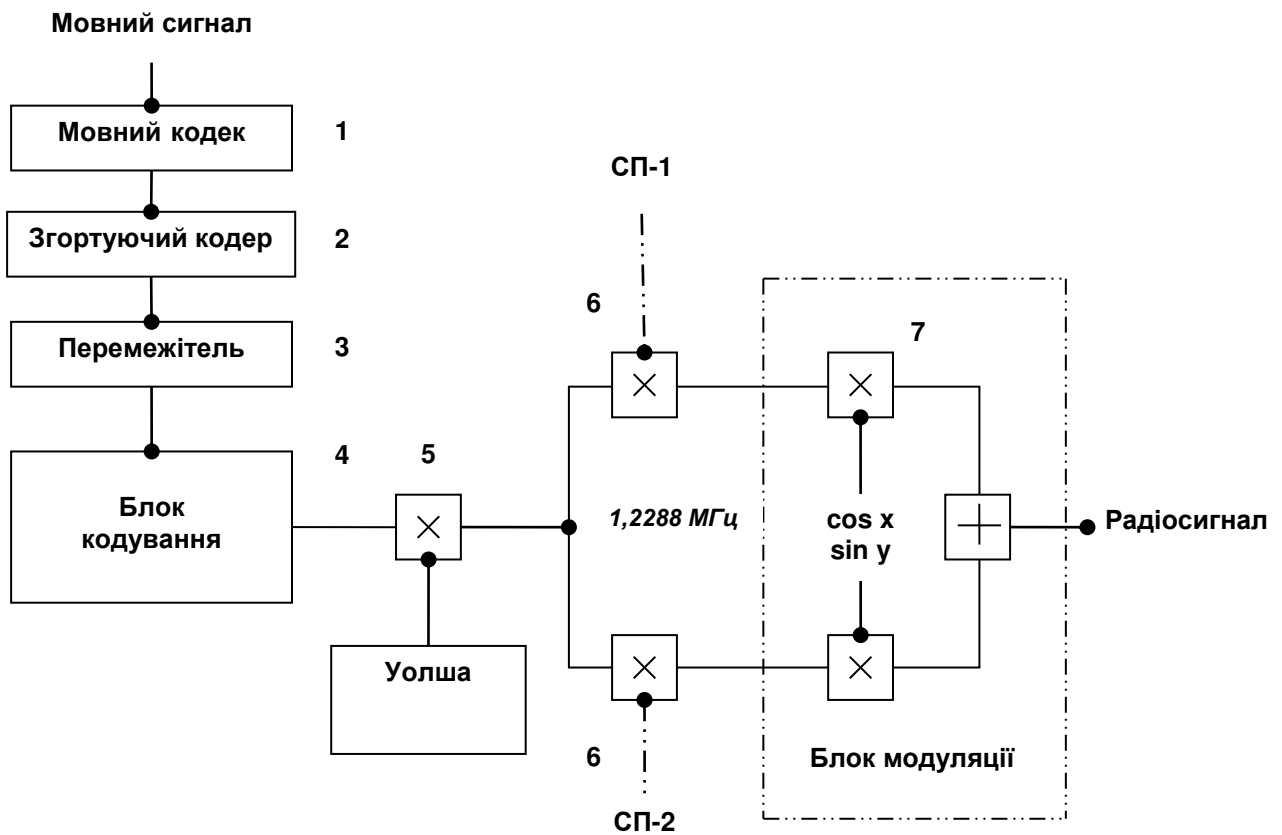 Мовний сигнал
Мовний кодек
1
Згортуючий кодер
2
Перемежітель
3
Блок
кодування
4
5
Уолша
СП-1
6
1,2288 МГц
6
СП-2
7
cos x
sin y
Блок модуляції
Радіосигнал